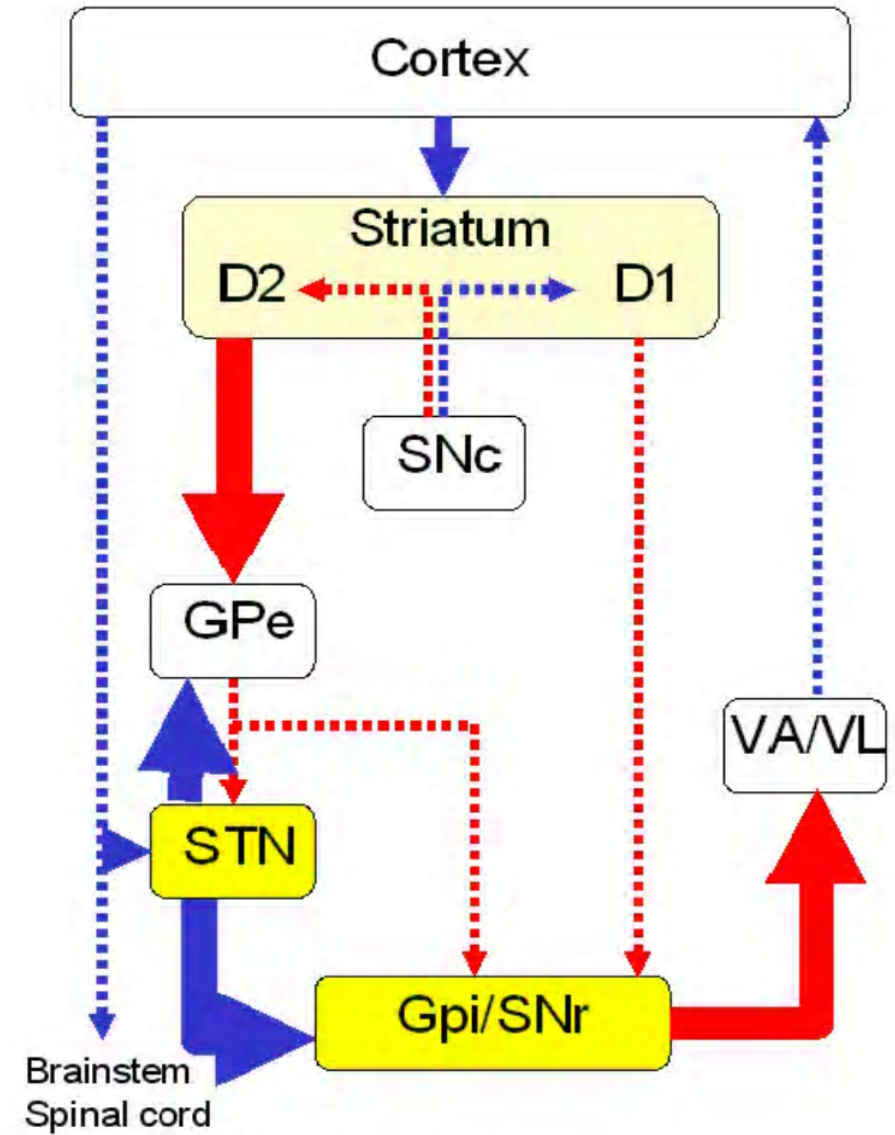 Cortex
Striatum
D2 D1
SNc
GPe
VA/VL
STN
Gpi/SNr
Brainstem
Spinal cord